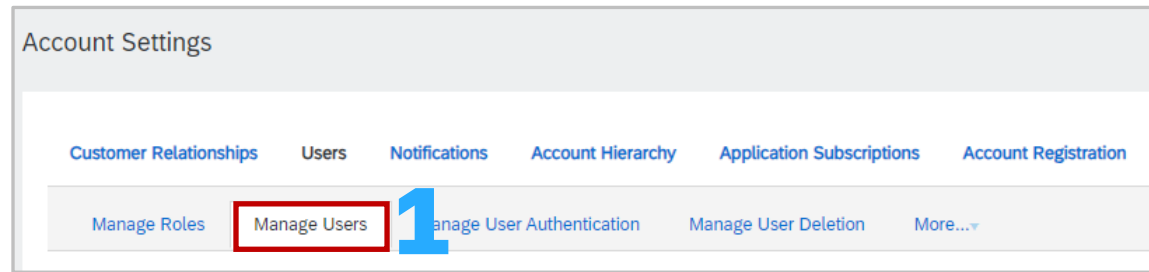 Account Settings
Customer Relationships Users Notifications Account Hierarchy Application Subscriptions Account Registration
Manage Roles Manage Users 1 anage User Authentication Manage User Deletion More...